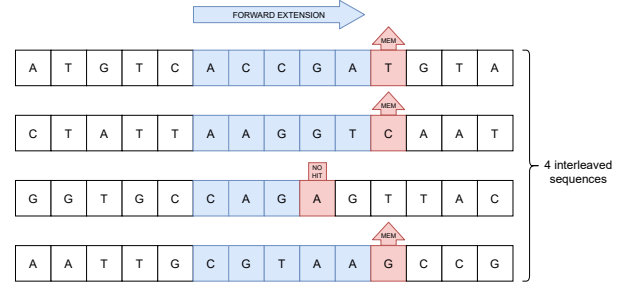 FORWARD EXTENSION
MEM
A T G T C A C C G A T G T A
MEM
C T A T T A A G G T C A A T
4 interleaved
sequences
NO
HIT
G G T G C C A G A G T T A C
MEM
A A T T G C G T A A G C C G